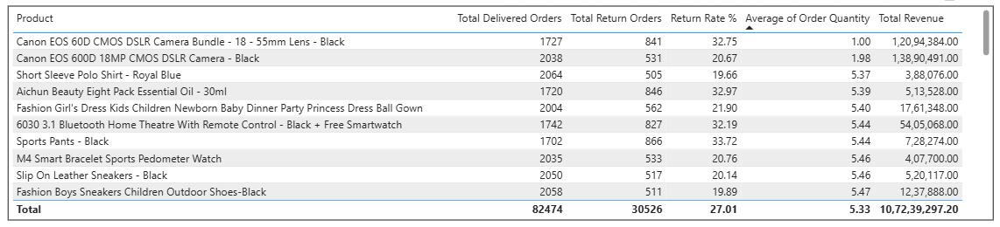 Product Total Delivered Orders Total Return Orders Return Rate % Average of Order Quantity Total Revenue
Canon EOS 60D CMOS DSLR Camera Bundle - 18 - 55mm Lens - Black 1727 841 32.75 1.00 1,20,94,384.00
Canon EOS 600D 18MP CMOS DSLR Camera - Black 2038 531 20.67 1.98 1,38,90,491.00
Short Sleeve Polo Shirt - Royal Blue 2064 505 19.66 5.37 3,88,076.00
Aichun Beauty Eight Pack Essential Oil - 30ml 1720 846 32.97 5.39 5,13,528.00
Fashion Girl's Dress Kids Children Newborn Baby Dinner Party Princess Dress Ball Gown 2004 562 21.90 5.40 17,61,348.00
6030 3.1 Bluetooth Home Theatre With Remote Control - Black + Free Smartwatch 1742 827 32.19 5.44 54,05,068.00
Sports Pants - Black 1702 866 33.72 5.44 7,28,274.00
M4 Smart Bracelet Sports Pedometer Watch 2035 533 20.76 5.46 4,07,700.00
Slip On Leather Sneakers - Black 2050 517 20.14 5.46 5,20,117.00
Fashion Boys Sneakers Children Outdoor Shoes-Black 2058 511 19.89 5.47 12,37,888.00
Total 82474 30526 27.01 5.33 10,72,39,297.20